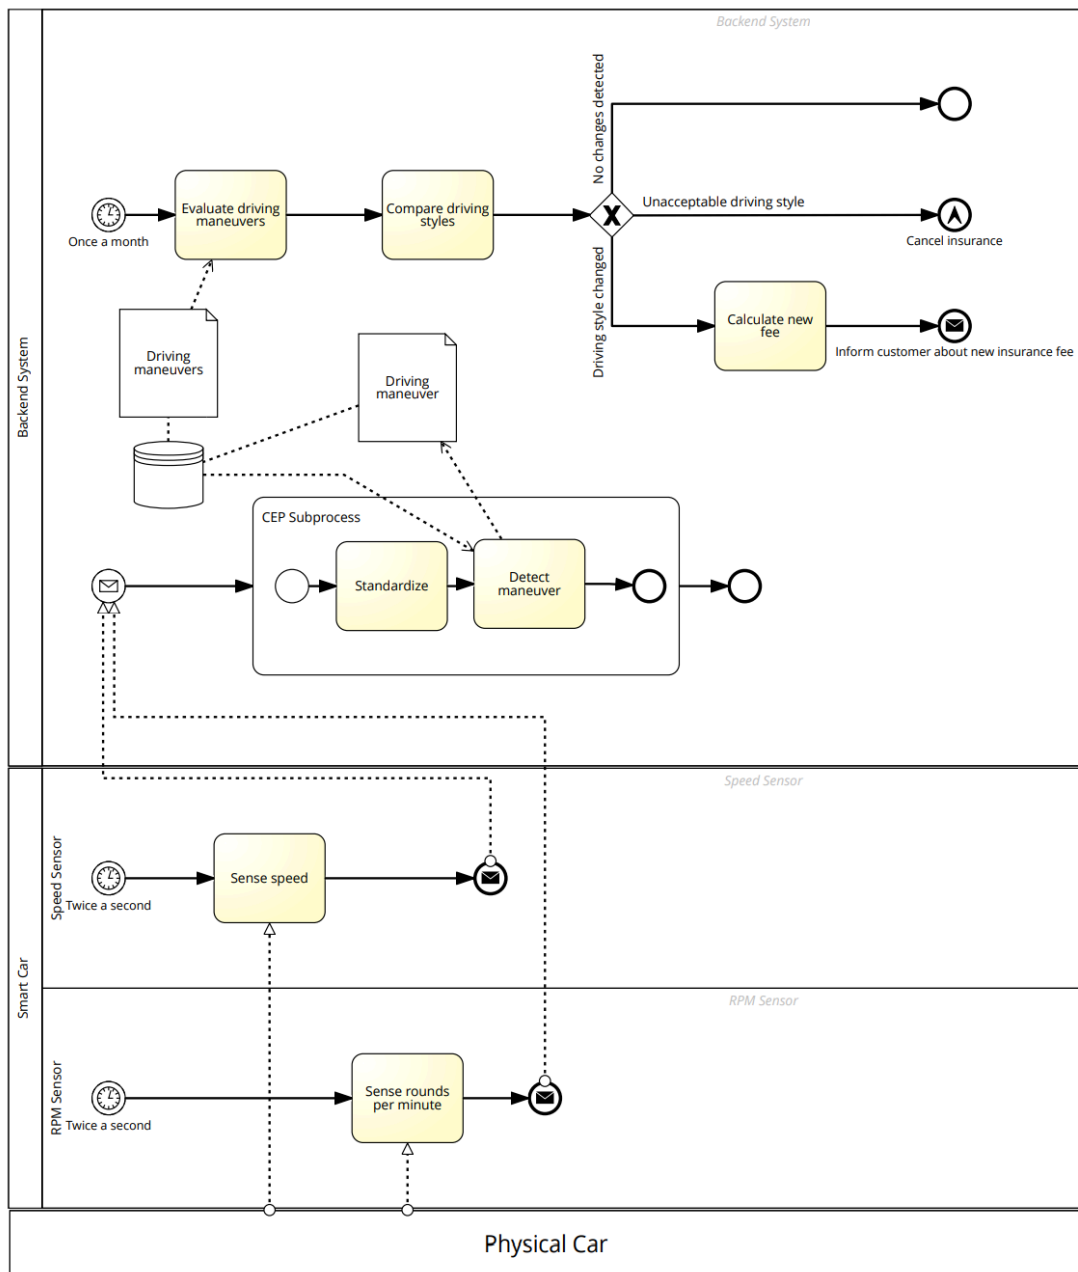 Backend System
Backend System
No changes detected
Evaluate driving
maneuvers
Compare driving
styles
Unacceptable driving style
Once a month
Cancel insurance
Driving style changed
Calculate new
fee
Inform customer about new insurance fee
Driving
maneuvers
Driving
maneuver
CEP Subprocess
Standardize
Detect
maneuver
Smart Car
Speed Sensor
Speed Sensor
Sense speed
Twice a second
RPM Sensor
RPM Sensor
Sense rounds
per minute
Twice a second
Physical Car